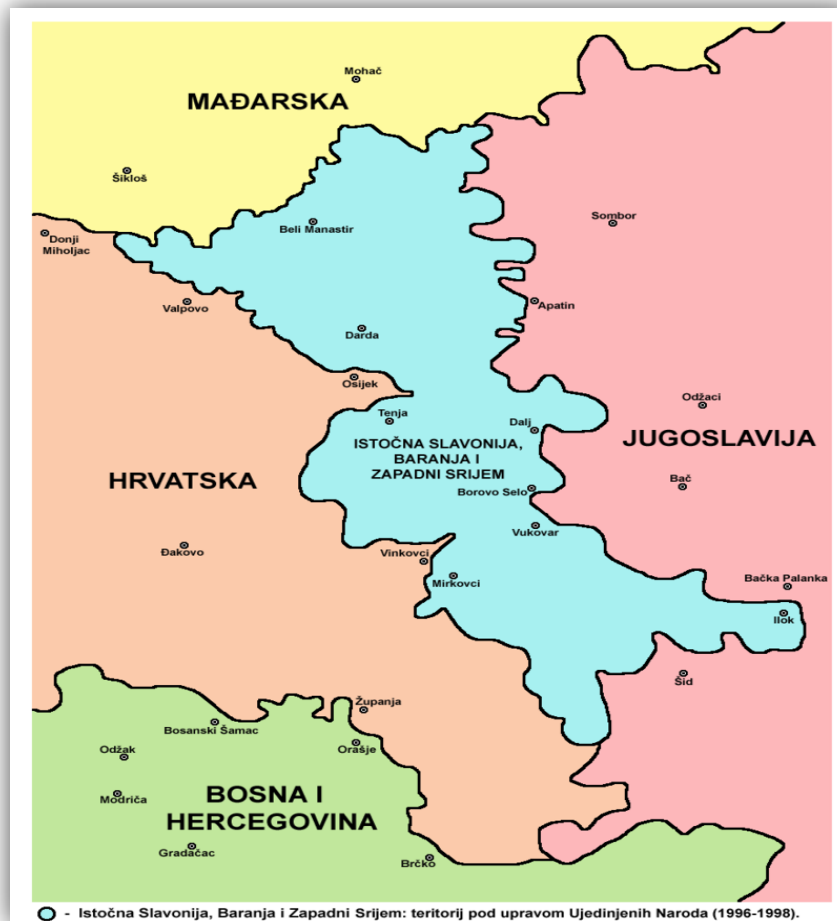 Mohač
MAĐARSKA
Šikloš
Sombor
Beli Manastir
Donji
Miholjac
Valpovo
Apatin
Darda
Osijek
Odžaci
Tenja
Dalj
ISTOČNA SLAVONIJA,
BARANJA I
ZAPADNI SRIJEM
JUGOSLAVIJA
HRVATSKA
Bač
Borovo Selo
Vukovar
Đakovo
Vinkovci
Mirkovci
Bačka Palanka
Ilok
Šid
Županja
Bosanski Šamac
Orašje
Odžak
BOSNA I
HERCEGOVINA
Modriča
Gradačac
Brčko
- Istočna Slavonija, Baranja i Zapadni Srijem: teritorij pod upravom Ujedinjenih Naroda (1996-1998).